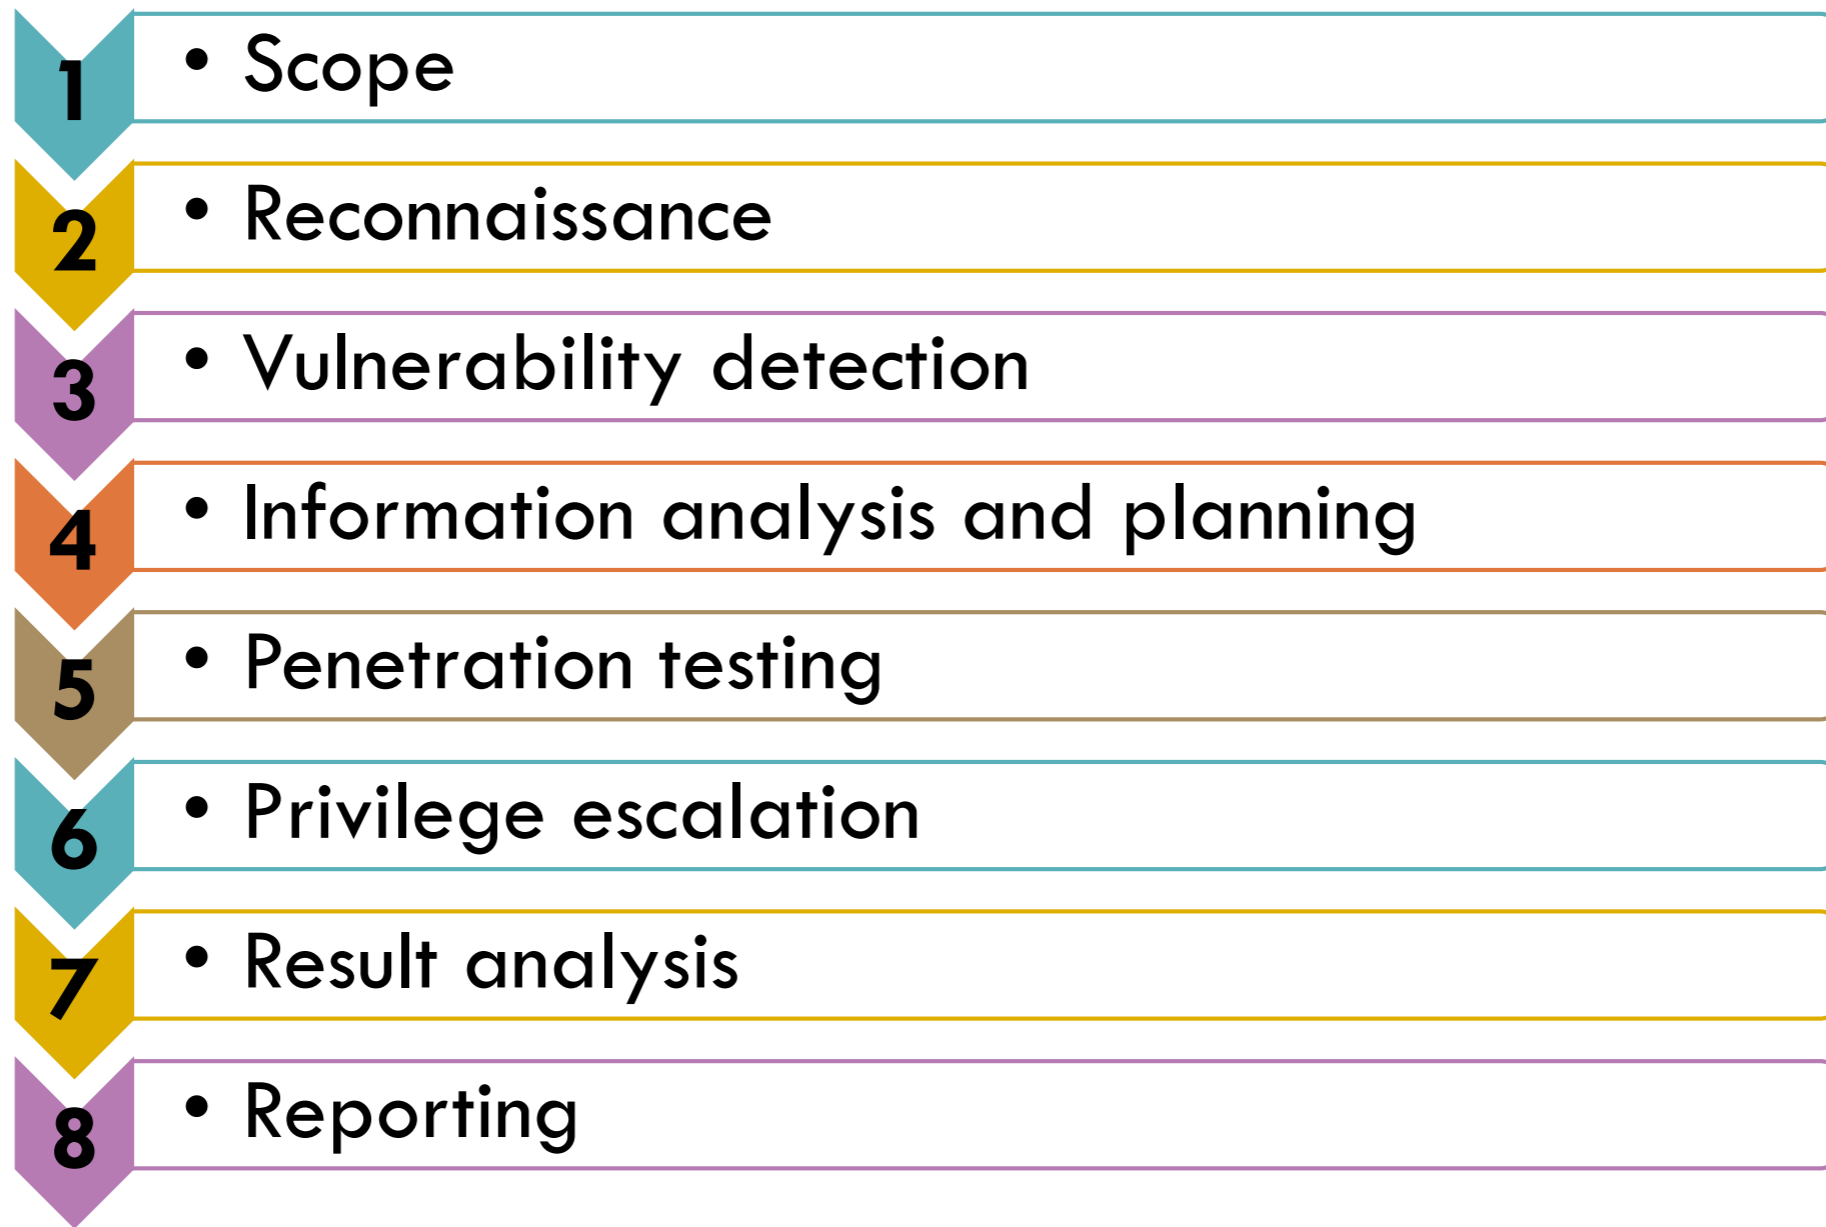 1 • Scope
2 • Reconnaissance
3 • Vulnerability detection
4 • Information analysis and planning
5 • Penetration testing
6 • Privilege escalation
7 • Result analysis
8 • Reporting